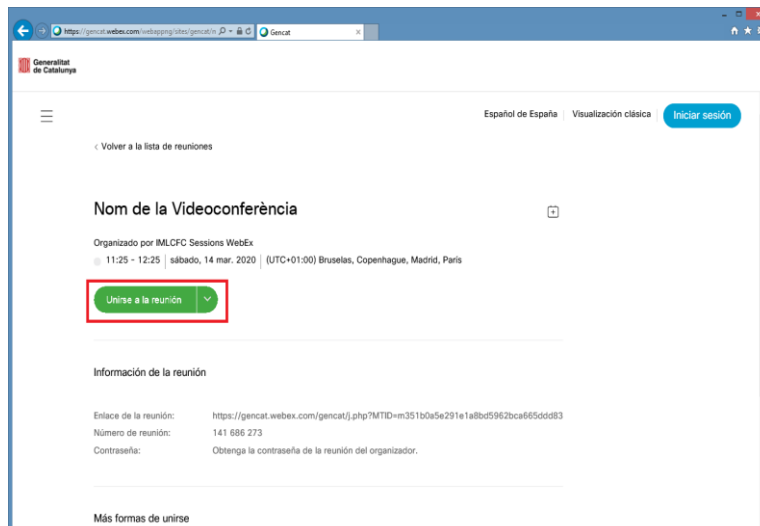 https://gencat.webex.com/webappng/sites/gencat/n
Gencat
Generalitat
de Catalunya
Español de España | Visualización clásica
Iniciar sesión
< Volver a la lista de reuniones
Nom de la Videoconferència
Organizado por IMLCFC Sessions WebEx
11:25 - 12:25 | sábado, 14 mar. 2020 | (UTC+01:00) Bruselas, Copenhague, Madrid, París
Unirse a la reunión
Información de la reunión
Enlace de la reunión: https://gencat.webex.com/gencat/j.php?MTID=m351b0a5e291e1a8bd5962bca665ddd83
Número de reunión: 141 686 273
Contraseña: Obtenga la contraseña de la reunión del organizador.
Más formas de unirse